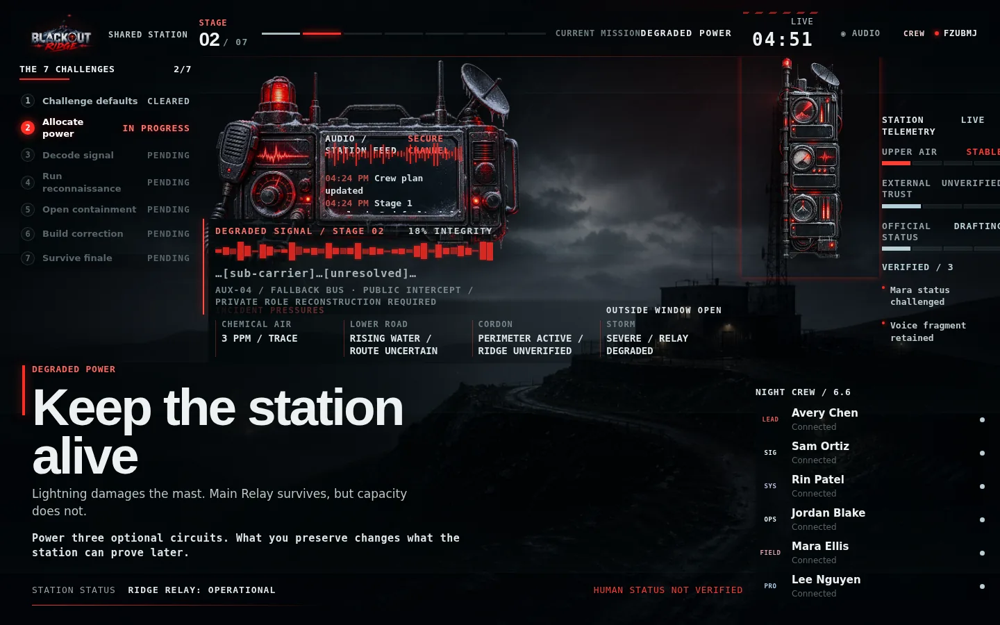 BLACKOUT
RIDGE
SHARED STATION
STAGE
02 / 07
CURRENT MISSION
DEGRADED POWER
LIVE
04:51
◉ AUDIO
CREW
FZUBMJ
THE 7 CHALLENGES
2/7
1 Challenge defaults CLEARED
2 Allocate power IN PROGRESS
3 Decode signal PENDING
4 Run reconnaissance PENDING
5 Open containment PENDING
6 Build correction PENDING
7 Survive finale PENDING
AUDIO /
STATION FEED
SECURE
CHANNEL
04:24 PM Crew plan
updated
04:24 PM Stage 1
DEGRADED SIGNAL / STAGE 02
18% INTEGRITY
…[sub-carrier]…[unresolved]…
AUX-04 / FALLBACK BUS · PUBLIC INTERCEPT /
PRIVATE ROLE RECONSTRUCTION REQUIRED
INCIDENT PRESSURES
OUTSIDE WINDOW OPEN
CHEMICAL AIR
3 PPM / TRACE
LOWER ROAD
RISING WATER /
ROUTE UNCERTAIN
CORDON
PERIMETER ACTIVE /
RIDGE UNVERIFIED
STORM
SEVERE / RELAY
DEGRADED
STATION
TELEMETRY
LIVE
UPPER AIR
STABLE
EXTERNAL
TRUST
UNVERIFIED
OFFICIAL
STATUS
DRAFTING
VERIFIED / 3
Mara status
challenged
Voice fragment
retained
DEGRADED POWER
Keep the station
alive
Lightning damages the mast. Main Relay survives, but capacity
does not.
Power three optional circuits. What you preserve changes what the
station can prove later.
STATION STATUS RIDGE RELAY: OPERATIONAL
HUMAN STATUS NOT VERIFIED
NIGHT CREW / 6.6
LEAD Avery Chen
Connected
SIG Sam Ortiz
Connected
SYS Rin Patel
Connected
OPS Jordan Blake
Connected
FIELD Mara Ellis
Connected
PRO Lee Nguyen
Connected